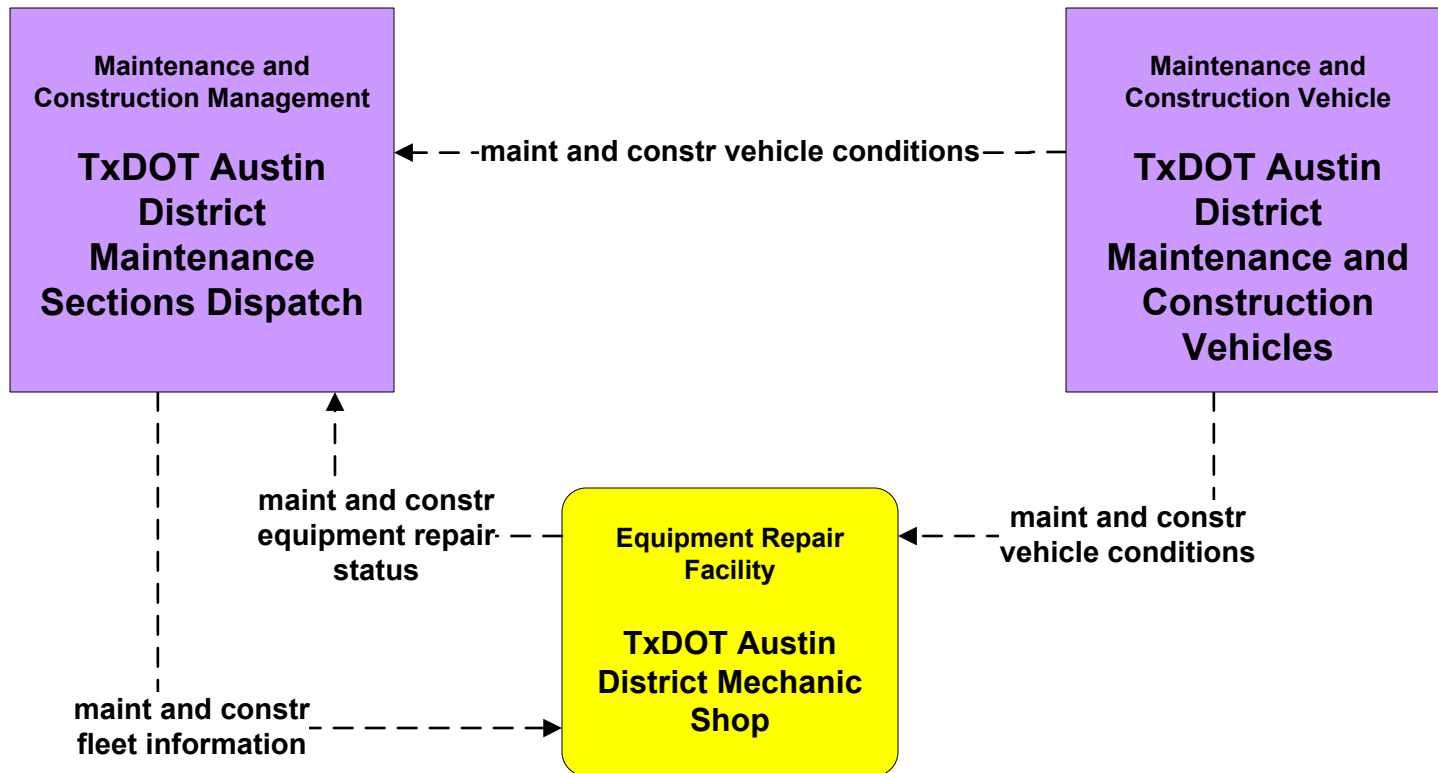 Maintenance and
Construction Management
TxDOT Austin
District
Maintenance
Sections Dispatch
maint and constr vehicle conditions
Maintenance and
Construction Vehicle
TxDOT Austin
District
Maintenance and
Construction
Vehicles
maint and constr
equipment repair
status
Equipment Repair
Facility
TxDOT Austin
District Mechanic
Shop
maint and constr
vehicle conditions
maint and constr
fleet information